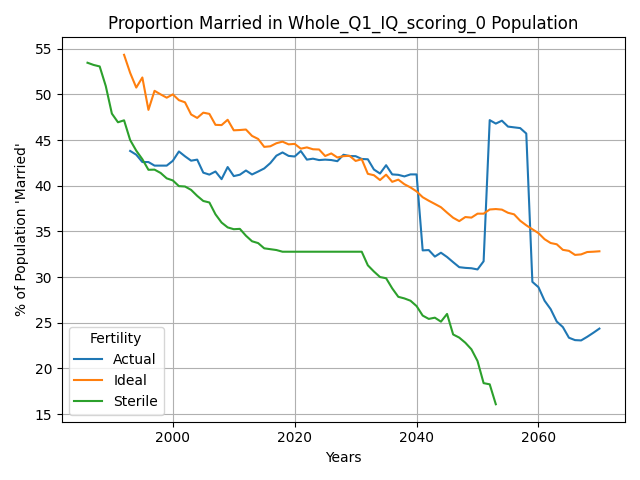 Proportion Married in Whole_Q1_IQ_scoring_0 Population
% of Population 'Married'
55
50
45
40
35
30
25
20
15
Fertility
Actual
Ideal
Sterile
2000 2020 2040 2060
Years